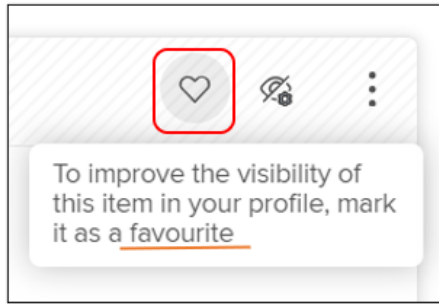 To improve the visibility of
this item in your profile, mark
it as a favourite